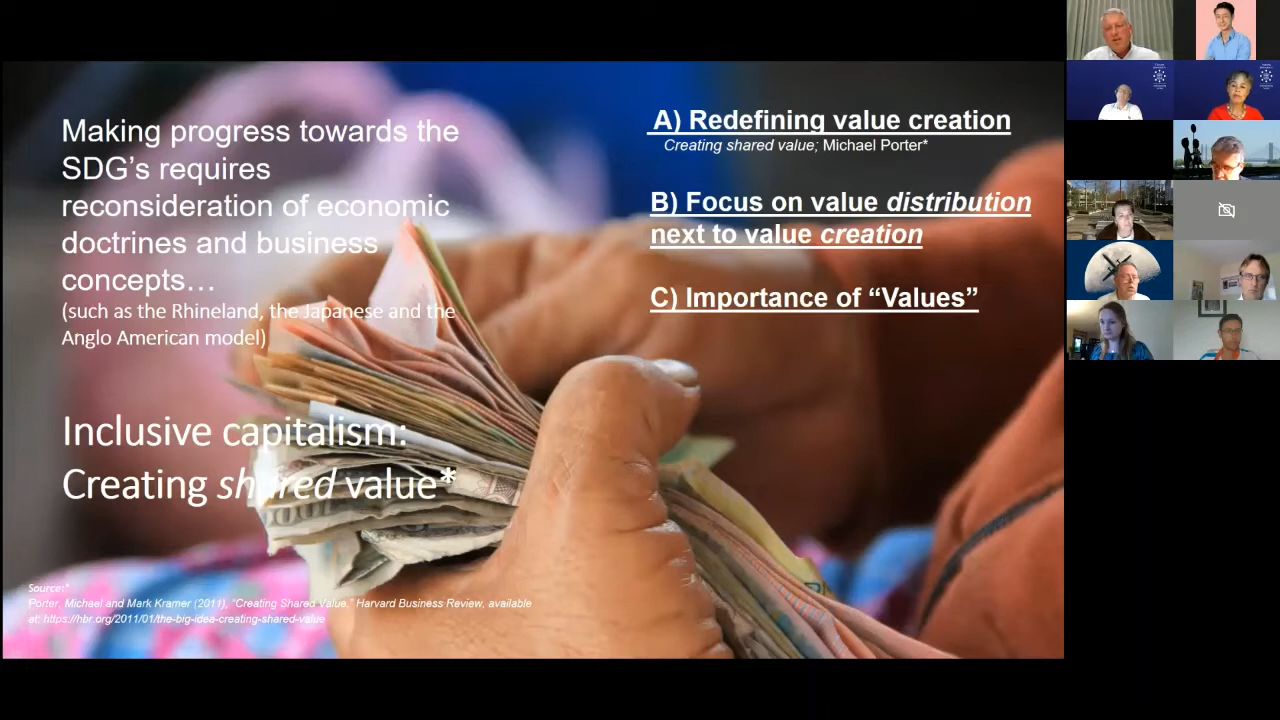 Making progress towards the
SDG’s requires
reconsideration of economic
doctrines and business
concepts…
(such as the Rhineland, the Japanese and the
Anglo American model)
Inclusive capitalism:
Creating shared value*
Source:*
Porter, Michael and Mark Kramer (2011), “Creating Shared Value,” Harvard Business Review, available
at: https://hbr.org/2011/01/the-big-idea-creating-shared-value
A) Redefining value creation
Creating shared value; Michael Porter*
B) Focus on value distribution
next to value creation
C) Importance of “Values”